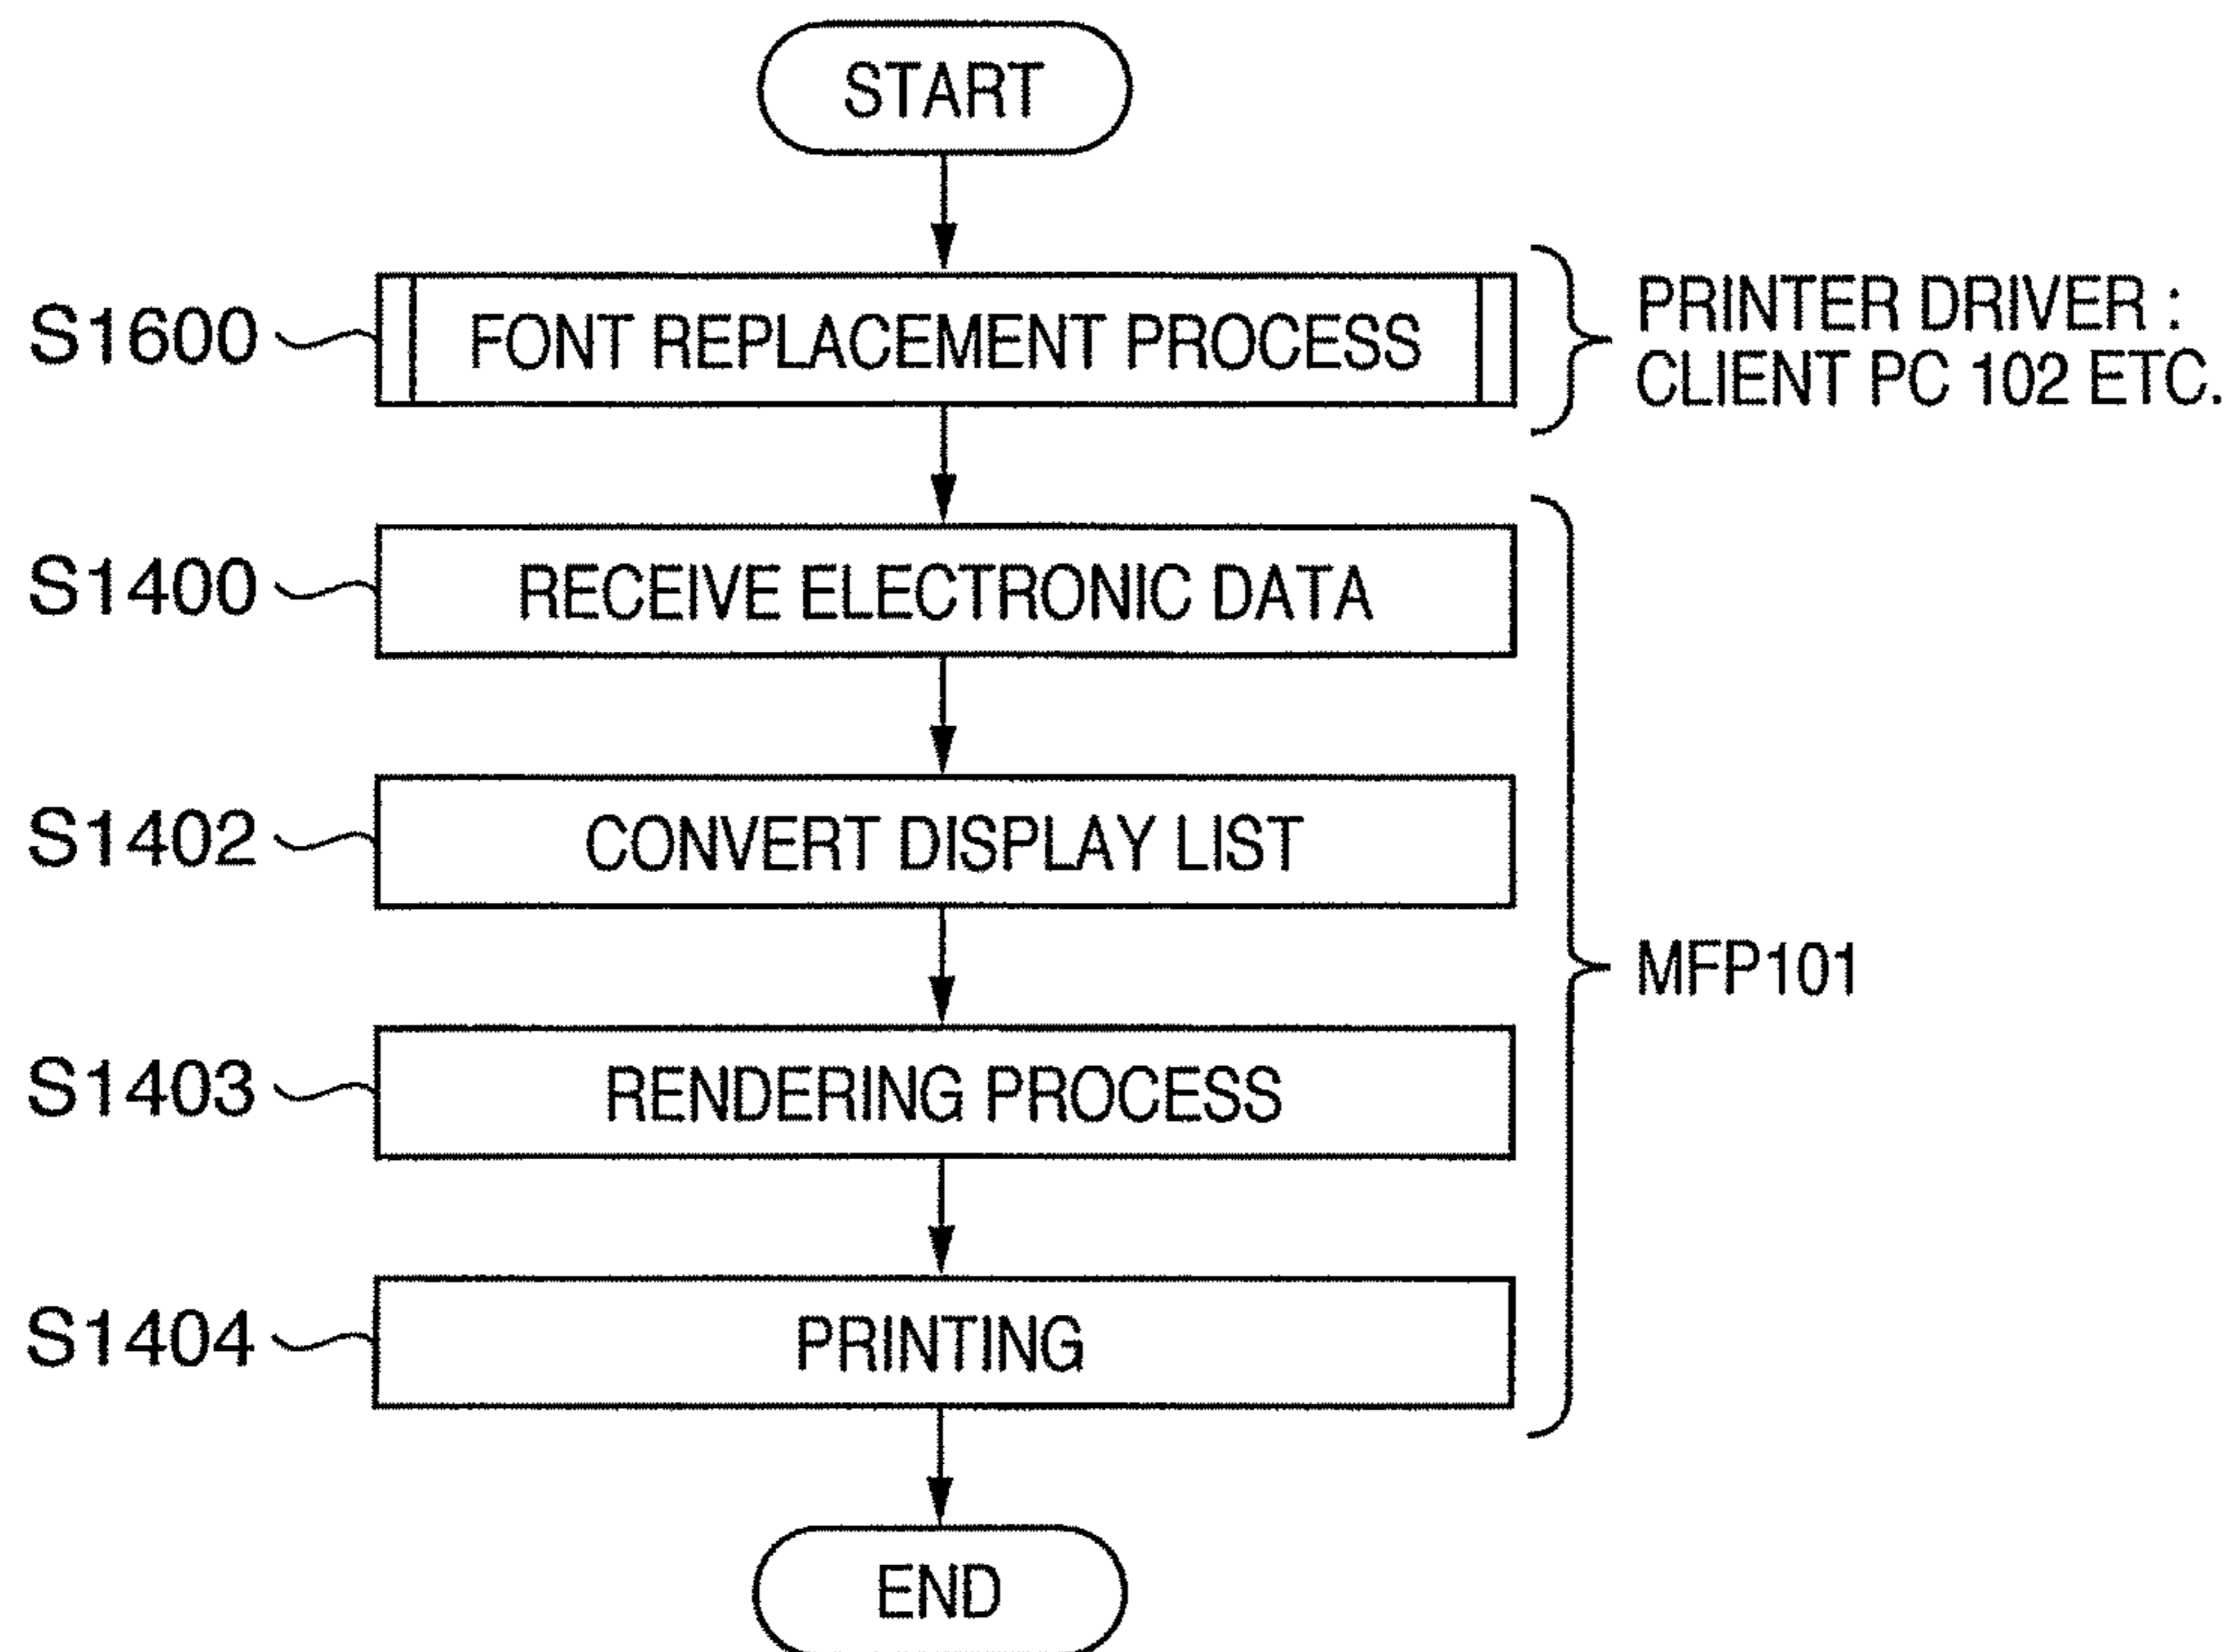 START
S1600
FONT REPLACEMENT PROCESS
PRINTER DRIVER :
CLIENT PC 102 ETC.
S1400
RECEIVE ELECTRONIC DATA
S1402
CONVERT DISPLAY LIST
MFP101
S1403
RENDERING PROCESS
S1404
PRINTING
END